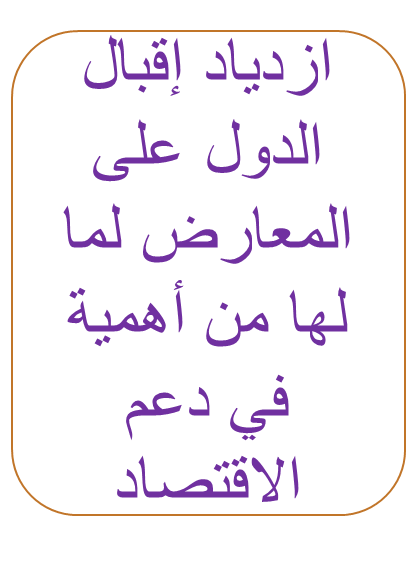 ازدياد إقبال
الدول على
المعارض لما
لها من أهمية
في دعم
الاقتصاد